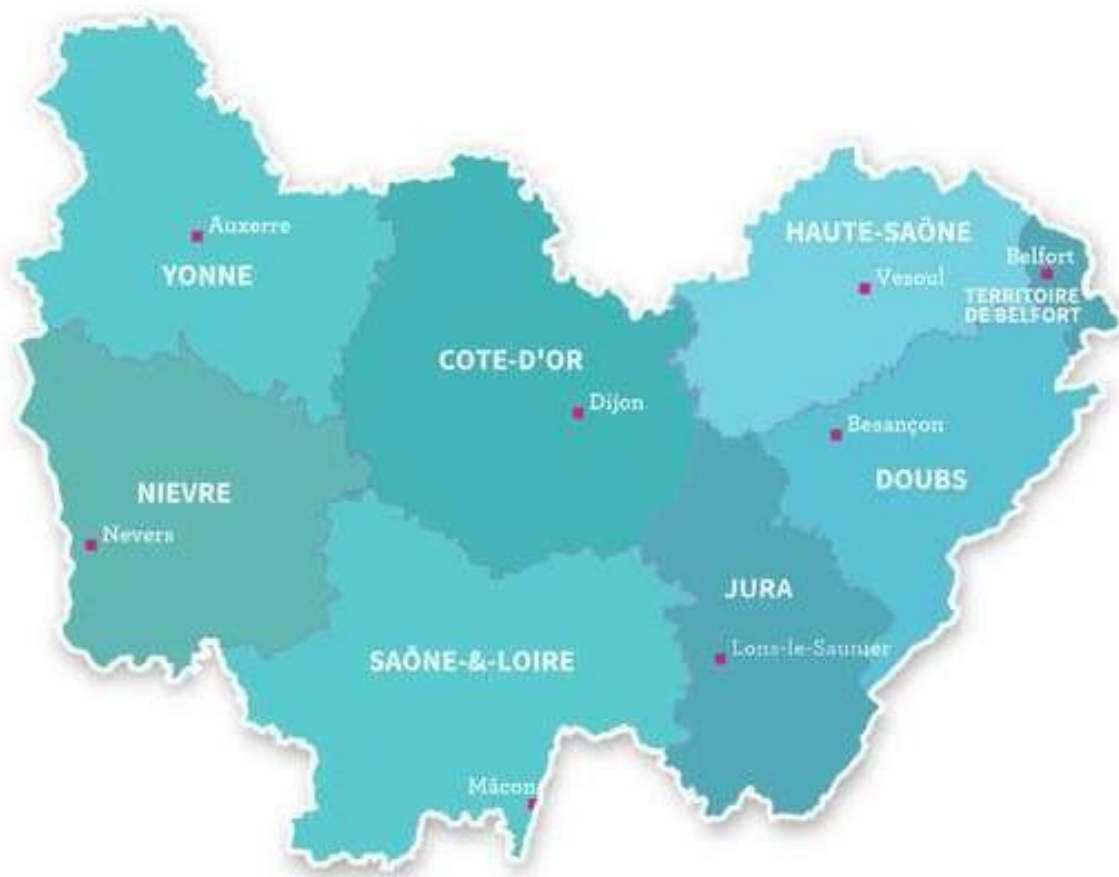 Auxerre
YONNE
HAUTE-SAÔNE
Belfort
Vesoul
TERRITOIRE
DE BELFORT
COTE-D'OR
Dijon
Besançon
DOUBS
NIEVRE
Nevers
JURA
Lons-le-Saunier
SAÔNE-&-LOIRE
Mâcon